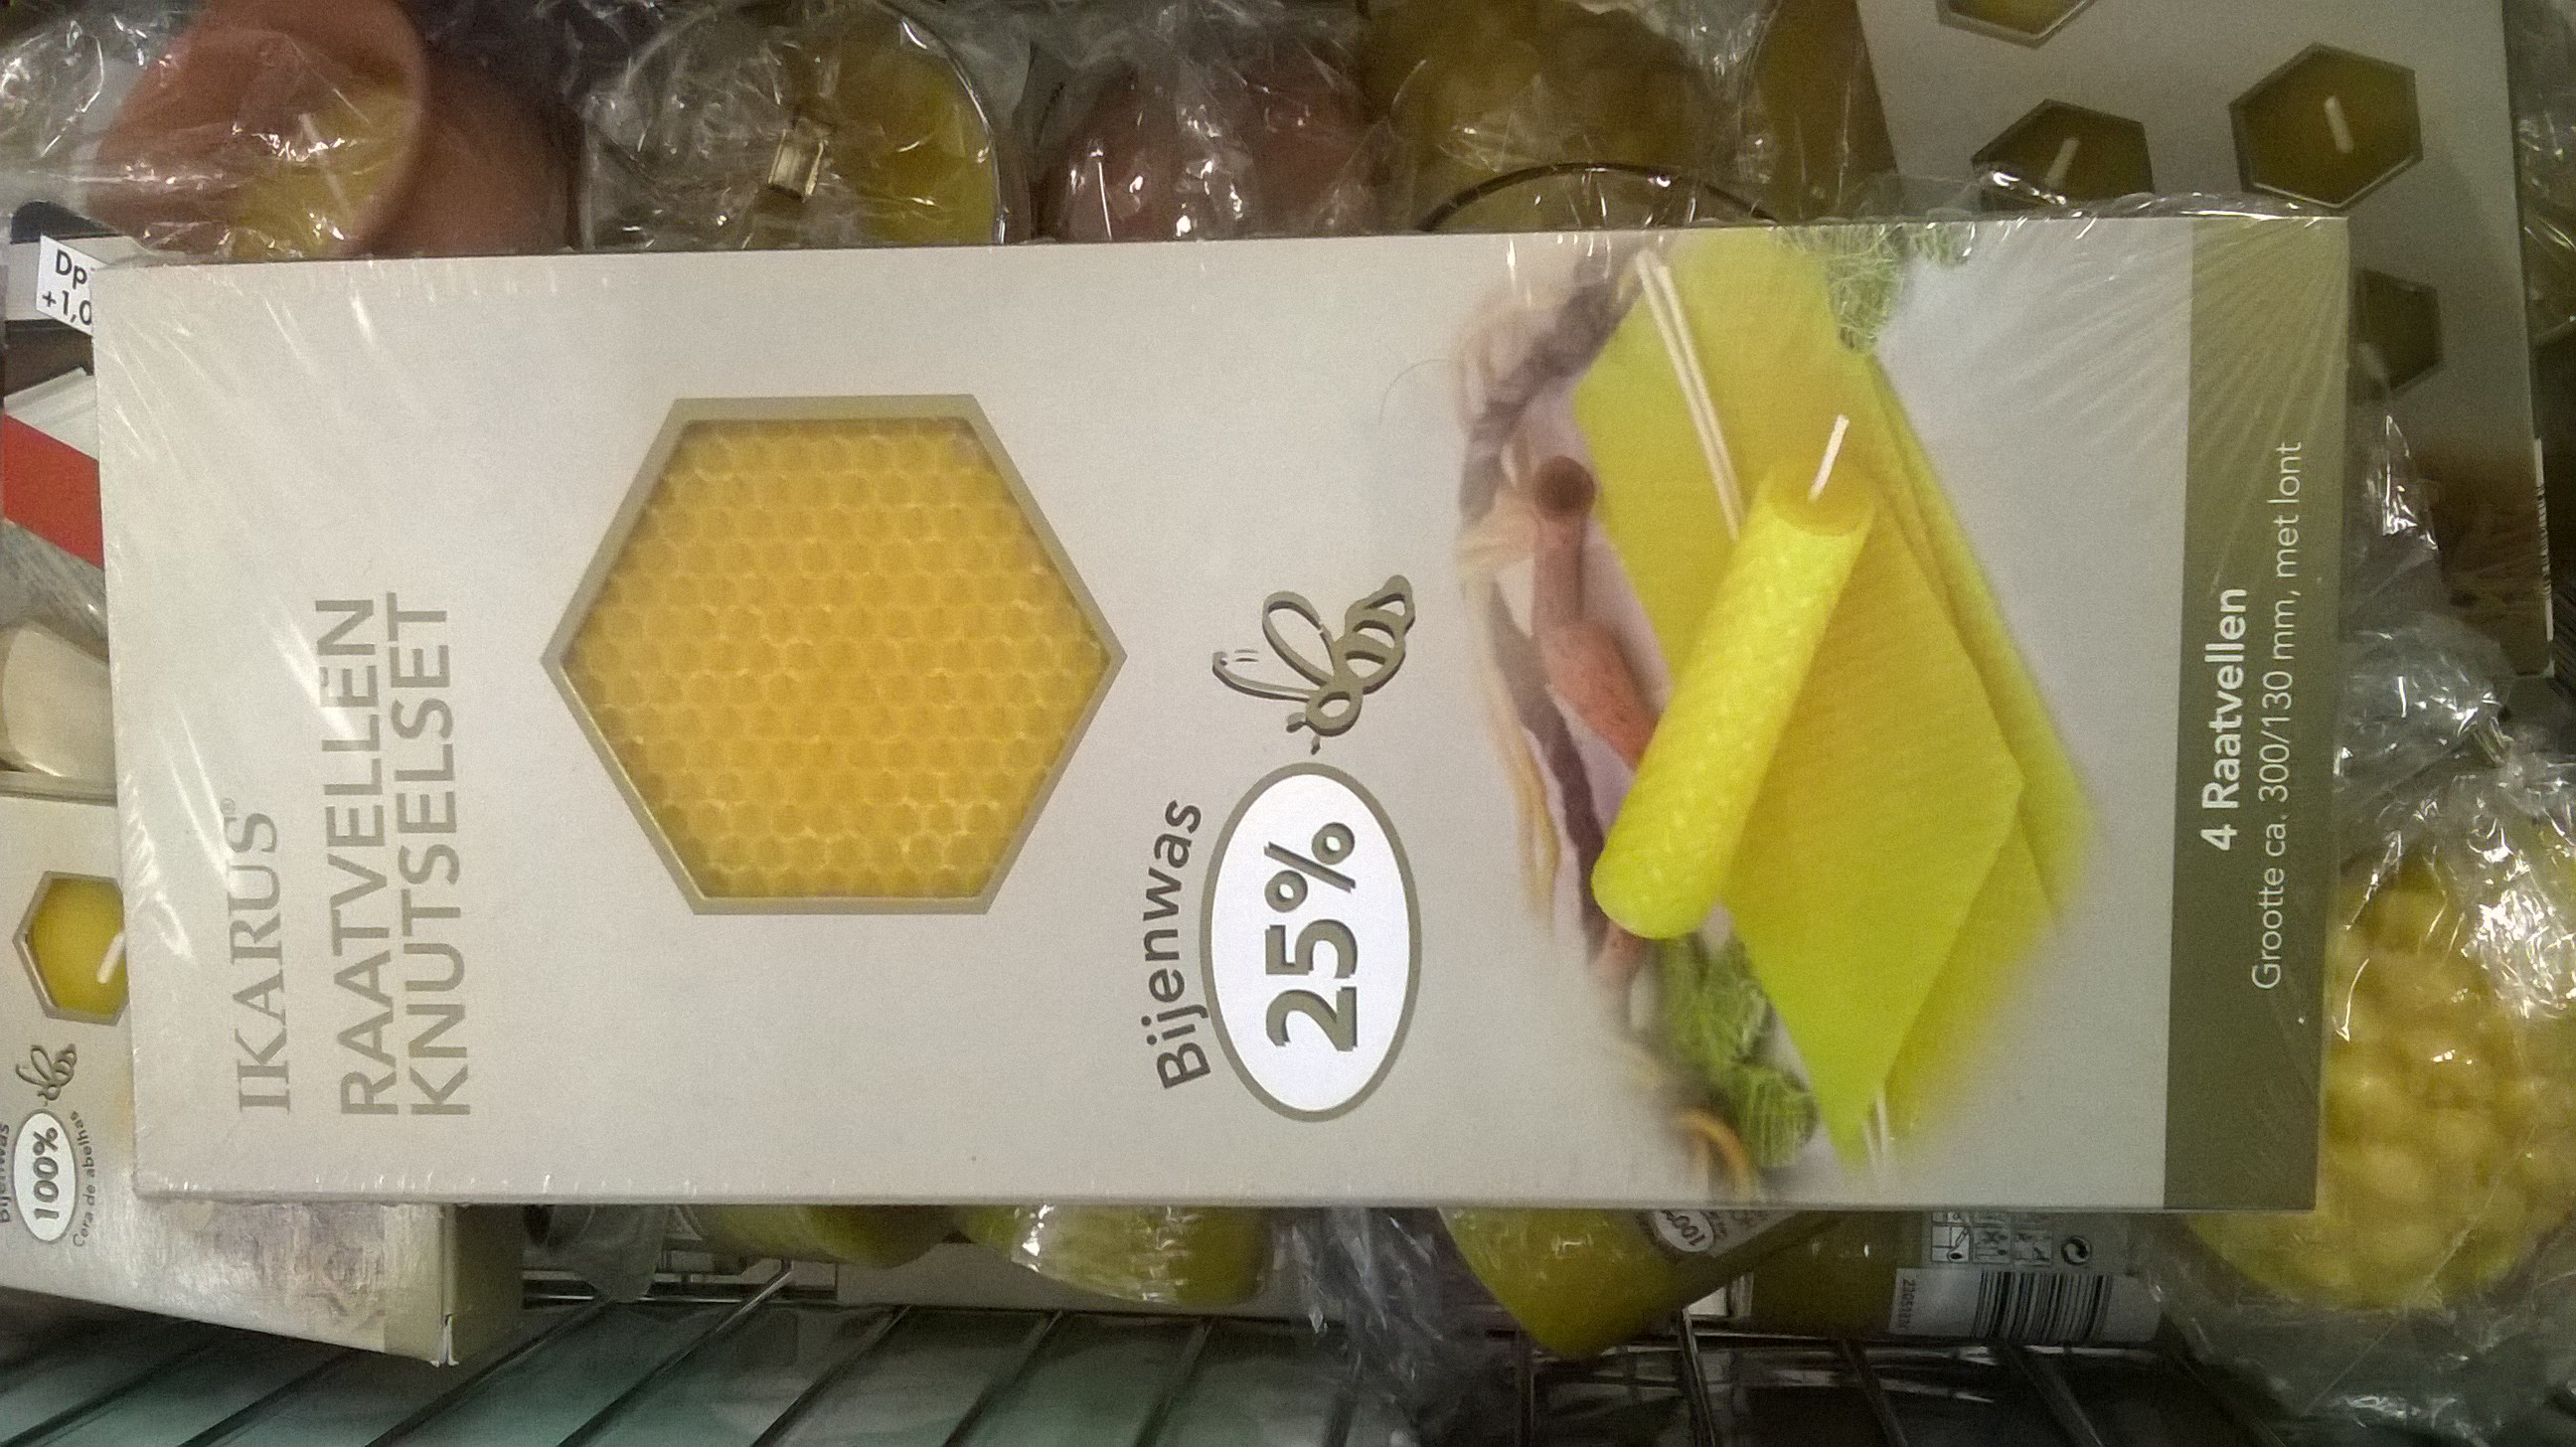 IKARUS®
RAATVELLEN
KNUTSELSET
Bijenwas
25%
4 Raatvellen
Grootte ca. 300/130 mm, met lont
Bijenwas
100%
Cera de abelhas
100%